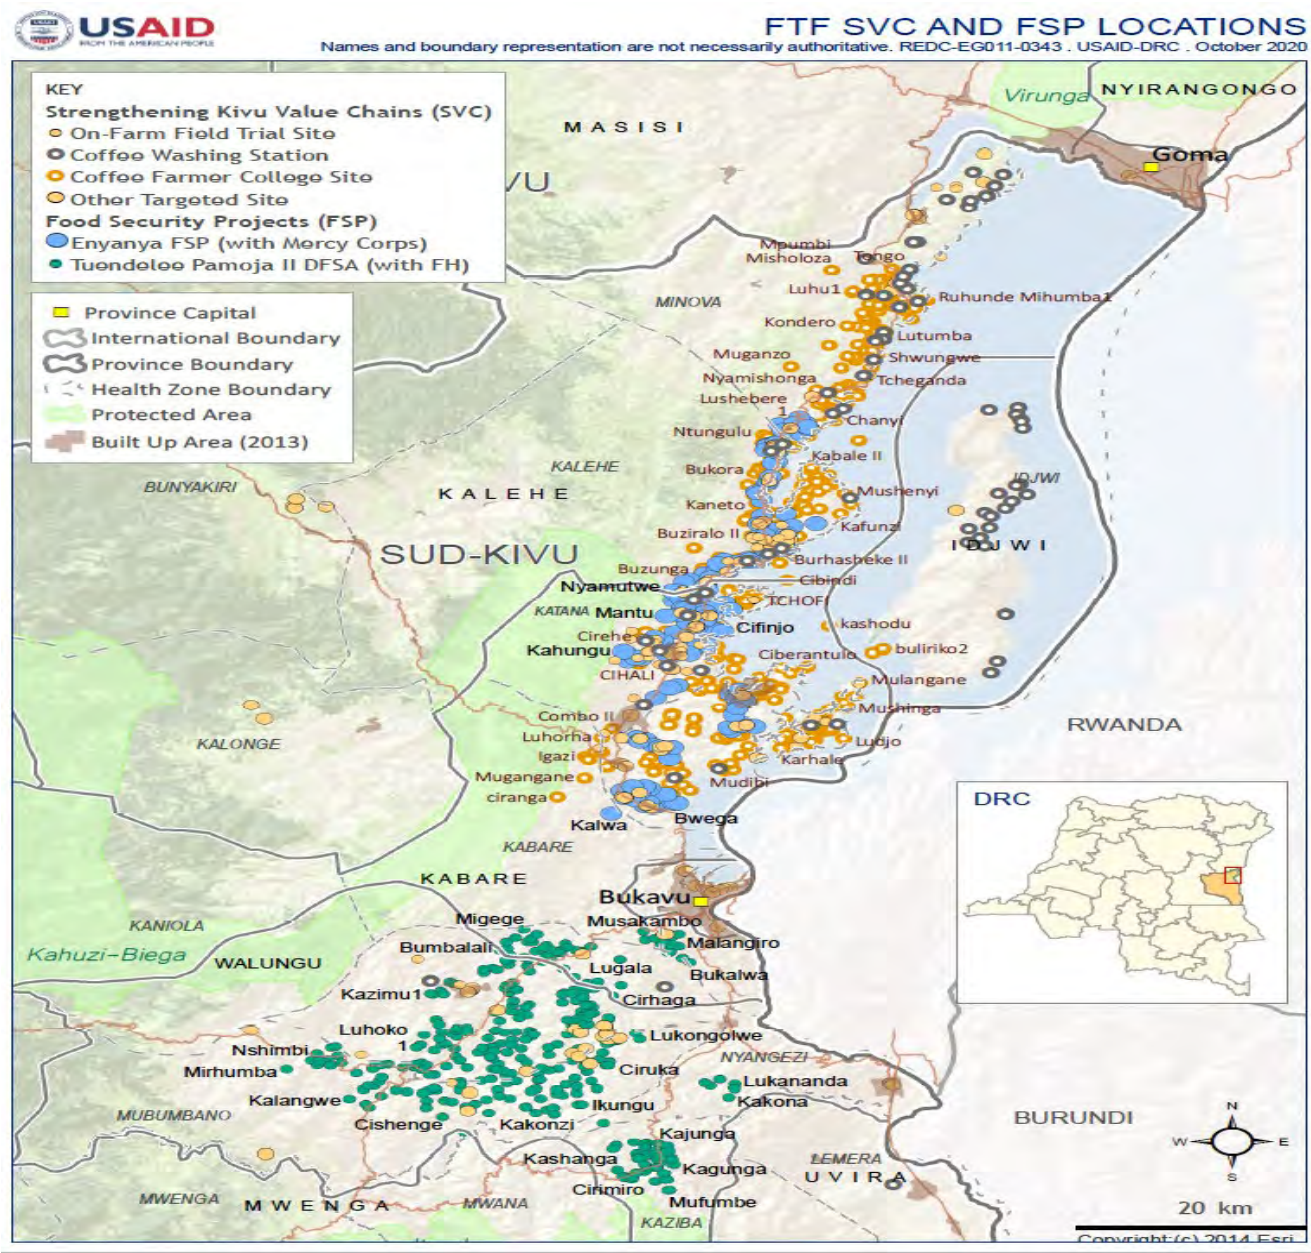 USAID
FROM THE AMERICAN PEOPLE
FTF SVC AND FSP LOCATIONS
Names and boundary representation are not necessarily authoritative. REDC-EG011-0343 . USAID-DRC . October 2020
KEY
Strengthening Kivu Value Chains (SVC)
On-Farm Field Trial Site
Coffee Washing Station
Coffee Farmer College Site
Other Targeted Site
Food Security Projects (FSP)
Enyanya FSP (with Mercy Corps)
Tuendelee Pamoja II DFSA (with FH)
Province Capital
International Boundary
Province Boundary
Health Zone Boundary
Protected Area
Built Up Area (2013)
Virunga
NYIRANGONGO
MASISI
VU
Goma
Mpumbi
Misholoza
Tongo
MINOVA
Luhu1
Ruhunde Mihumba1
Kondero
Lutumba
Muganzo
Shwungwe
Nyamishonga
Tcheganda
Lushebere
1
Chanyi
Ntungulu
Kabale II
KALEHE
Bukora
BUNYAKIRI
KALEHE
Mushenyi
IDJWI
Kaneto
Kafunzi
Buziralo II
IDJWI
SUD-KIVU
Burhasheke II
Buzunga
Cibindi
Nyamutwe
TCHOFI
KATANA
Mantu
Cifinjo
kashodu
Cirehe
Kahungu
Ciberantulo
buliriko2
CIHALI
Mulangane
Mushinga
Combo II
RWANDA
Luhorha
Ludjo
KALONGE
Igazi
Karhale
Mugangane
Mudibi
ciranga
Kalwa
Bwega
DRC
KABARE
KABARE
Bukavu
Migege
Musakambo
KANIOLA
Kahuzi-Biega
Bumbalali
Malangiro
WALUNGU
Lugala
Bukalwa
Kazimu1
Cirhaga
Luhoko
1
Lukongolwe
Nshimbi
NYANGEZI
Mirhumba
Ciruka
Lukananda
Kalangwe
Ikungu
Kakona
MUBUMBANO
Cishenge
Kakonzi
BURUNDI
Kajunga
Kashanga
Kagunga
LEMERA
UVIRA
Cirimiro
Mufumbe
MWENGA
MWENGA
MWANA
KAZIBA
N
W
E
S
20 km
Copyright:(c) 2014 Esri